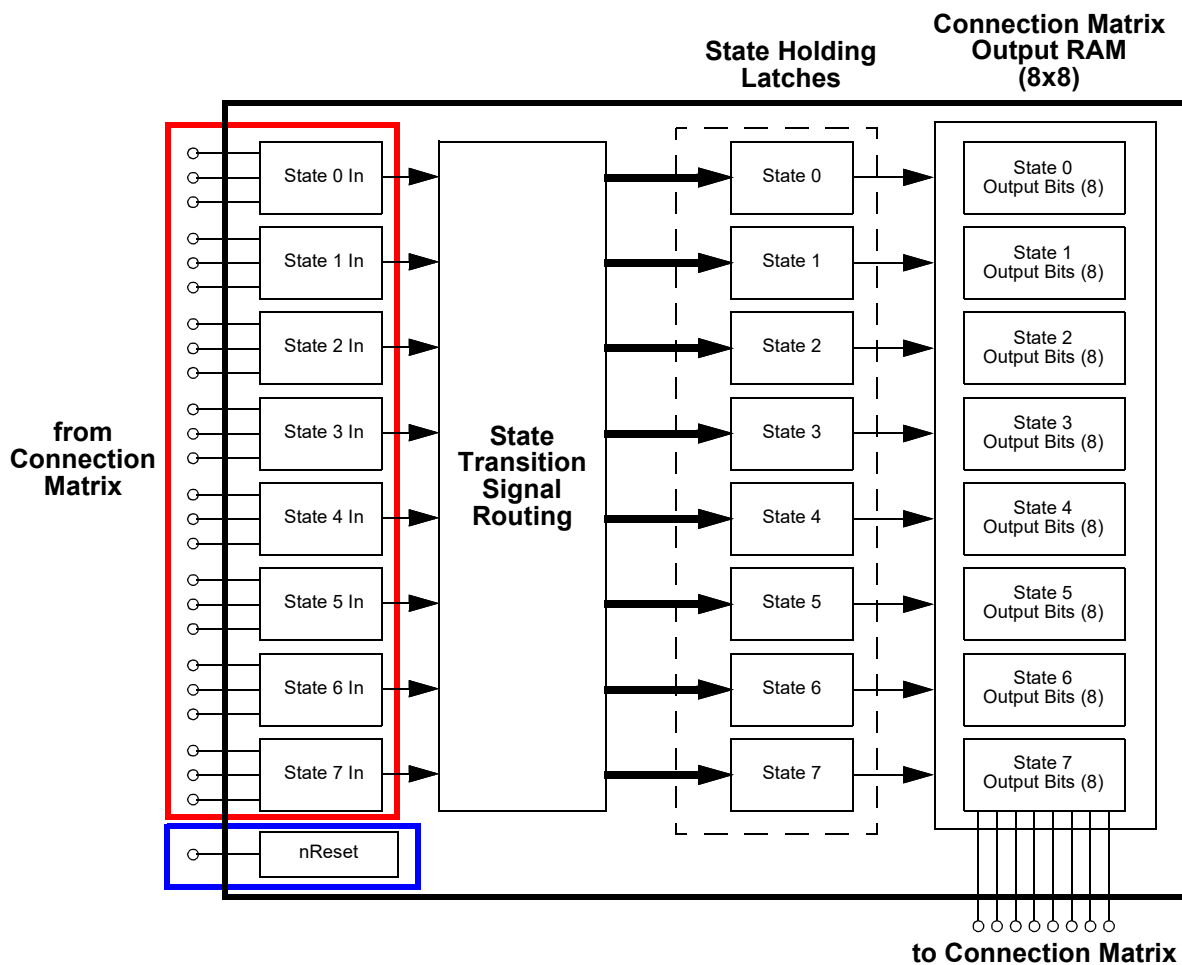 Connection Matrix
Output RAM
(8x8)
State Holding
Latches
from
Connection
Matrix
State 0 In
State 1 In
State 2 In
State 3 In
State 4 In
State 5 In
State 6 In
State 7 In
nReset
State
Transition
Signal
Routing
State 0
State 1
State 2
State 3
State 4
State 5
State 6
State 7
State 0
Output Bits (8)
State 1
Output Bits (8)
State 2
Output Bits (8)
State 3
Output Bits (8)
State 4
Output Bits (8)
State 5
Output Bits (8)
State 6
Output Bits (8)
State 7
Output Bits (8)
to Connection Matrix